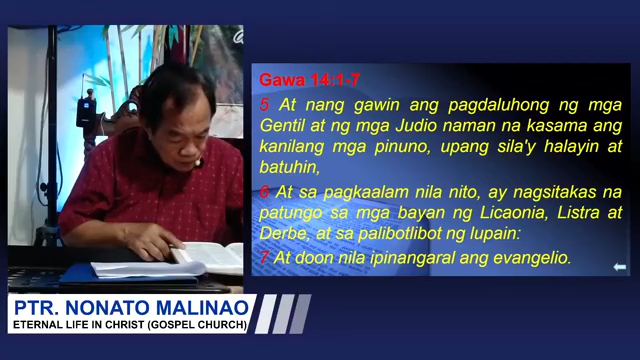 Gawa 14:1-7
5 At nang gawin ang pagdaluhong ng mga
Gentil at ng mga Judio naman na kasama ang
kanilang mga pinuno, upang sila'y halayin at
batuhin,
6 At sa pagkaalam nila nito, ay nagsitakas na
patungo sa mga bayan ng Licaonia, Listra at
Derbe, at sa palibotlibot ng lupain:
7 At doon nila ipinangaral ang evangelio.
PTR. NONATO MALINAO
ETERNAL LIFE IN CHRIST (GOSPEL CHURCH)